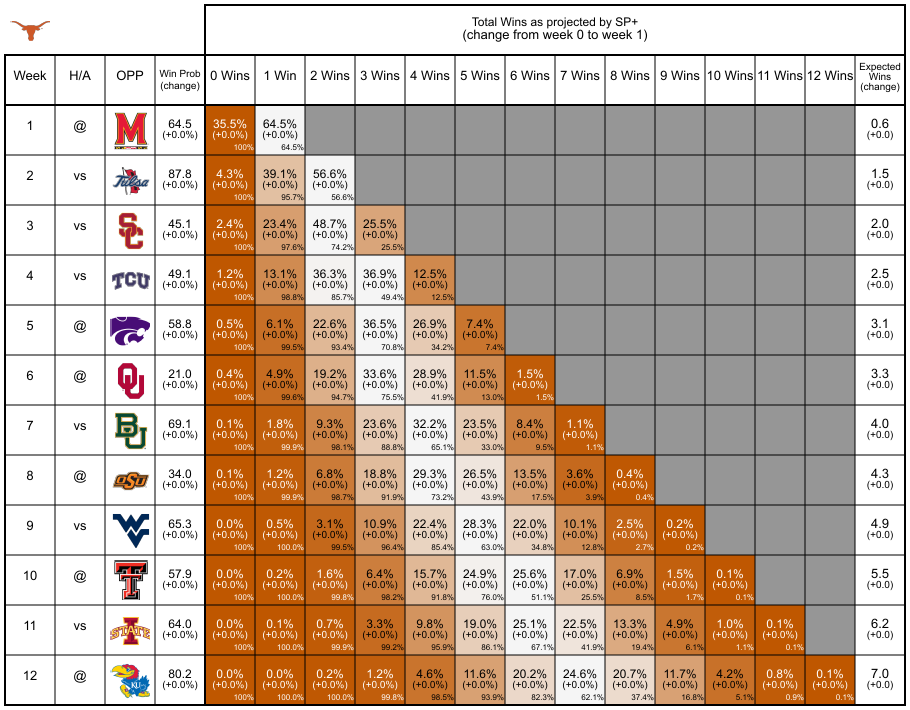 Total Wins as projected by SP+
(change from week 0 to week 1)
Week H/A OPP Win Prob (change) 0 Wins 1 Win 2 Wins 3 Wins 4 Wins 5 Wins 6 Wins 7 Wins 8 Wins 9 Wins 10 Wins 11 Wins 12 Wins Expected Wins (change)
1 @ M 64.5 35.5% 64.5% 0.6
(+0.0%) (+0.0%) (+0.0%) (+0.0)
100% 64.5%
2 vs Tulsa 87.8 4.3% 39.1% 56.6% 1.5
(+0.0%) (+0.0%) (+0.0%) (+0.0%) (+0.0)
100% 95.7% 56.6%
3 vs SC 45.1 2.4% 23.4% 48.7% 25.5% 2.0
(+0.0%) (+0.0%) (+0.0%) (+0.0%) (+0.0%) (+0.0)
100% 97.6% 74.2% 25.5%
4 vs TCU 49.1 1.2% 13.1% 36.3% 36.9% 12.5% 2.5
(+0.0%) (+0.0%) (+0.0%) (+0.0%) (+0.0%) (+0.0%) (+0.0)
100% 98.8% 85.7% 49.4% 12.5%
5 @ 58.8 0.5% 6.1% 22.6% 36.5% 26.9% 7.4% 3.1
(+0.0%) (+0.0%) (+0.0%) (+0.0%) (+0.0%) (+0.0%) (+0.0%) (+0.0)
100% 99.5% 93.4% 70.8% 34.2% 7.4%
6 @ OU 21.0 0.4% 4.9% 19.2% 33.6% 28.9% 11.5% 1.5% 3.3
(+0.0%) (+0.0%) (+0.0%) (+0.0%) (+0.0%) (+0.0%) (+0.0%) (+0.0%) (+0.0)
100% 99.6% 94.7% 75.5% 41.9% 13.0% 1.5%
7 vs BU 69.1 0.1% 1.8% 9.3% 23.6% 32.2% 23.5% 8.4% 1.1% 4.0
(+0.0%) (+0.0%) (+0.0%) (+0.0%) (+0.0%) (+0.0%) (+0.0%) (+0.0%) (+0.0%) (+0.0)
100% 99.9% 98.1% 88.8% 65.1% 33.0% 9.5% 1.1%
8 @ OSU 34.0 0.1% 1.2% 6.8% 18.8% 29.3% 26.5% 13.5% 3.6% 0.4% 4.3
(+0.0%) (+0.0%) (+0.0%) (+0.0%) (+0.0%) (+0.0%) (+0.0%) (+0.0%) (+0.0%) (+0.0%) (+0.0)
100% 99.9% 98.7% 91.9% 73.2% 43.9% 17.5% 3.9% 0.4%
9 vs WV 65.3 0.0% 0.5% 3.1% 10.9% 22.4% 28.3% 22.0% 10.1% 2.5% 0.2% 4.9
(+0.0%) (+0.0%) (+0.0%) (+0.0%) (+0.0%) (+0.0%) (+0.0%) (+0.0%) (+0.0%) (+0.0%) (+0.0%) (+0.0)
100% 100.0% 99.5% 96.4% 85.4% 63.0% 34.8% 12.8% 2.7% 0.2%
10 @ TT 57.9 0.0% 0.2% 1.6% 6.4% 15.7% 24.9% 25.6% 17.0% 6.9% 1.5% 0.1% 5.5
(+0.0%) (+0.0%) (+0.0%) (+0.0%) (+0.0%) (+0.0%) (+0.0%) (+0.0%) (+0.0%) (+0.0%) (+0.0%) (+0.0%) (+0.0)
100% 100.0% 99.8% 98.2% 91.8% 76.0% 51.1% 25.5% 8.5% 1.7% 0.1%
11 vs I STATE 64.0 0.0% 0.1% 0.7% 3.3% 9.8% 19.0% 25.1% 22.5% 13.3% 4.9% 1.0% 0.1% 6.2
(+0.0%) (+0.0%) (+0.0%) (+0.0%) (+0.0%) (+0.0%) (+0.0%) (+0.0%) (+0.0%) (+0.0%) (+0.0%) (+0.0%) (+0.0%) (+0.0)
100% 100.0% 99.9% 99.2% 95.9% 86.1% 67.1% 41.9% 19.4% 6.1% 1.1% 0.1%
12 @ KU 80.2 0.0% 0.0% 0.2% 1.2% 4.6% 11.6% 20.2% 24.6% 20.7% 11.7% 4.2% 0.8% 0.1% 7.0
(+0.0%) (+0.0%) (+0.0%) (+0.0%) (+0.0%) (+0.0%) (+0.0%) (+0.0%) (+0.0%) (+0.0%) (+0.0%) (+0.0%) (+0.0%) (+0.0%) (+0.0)
100% 100.0% 100.0% 99.8% 98.5% 93.9% 82.3% 62.1% 37.4% 16.8% 5.1% 0.9% 0.1%